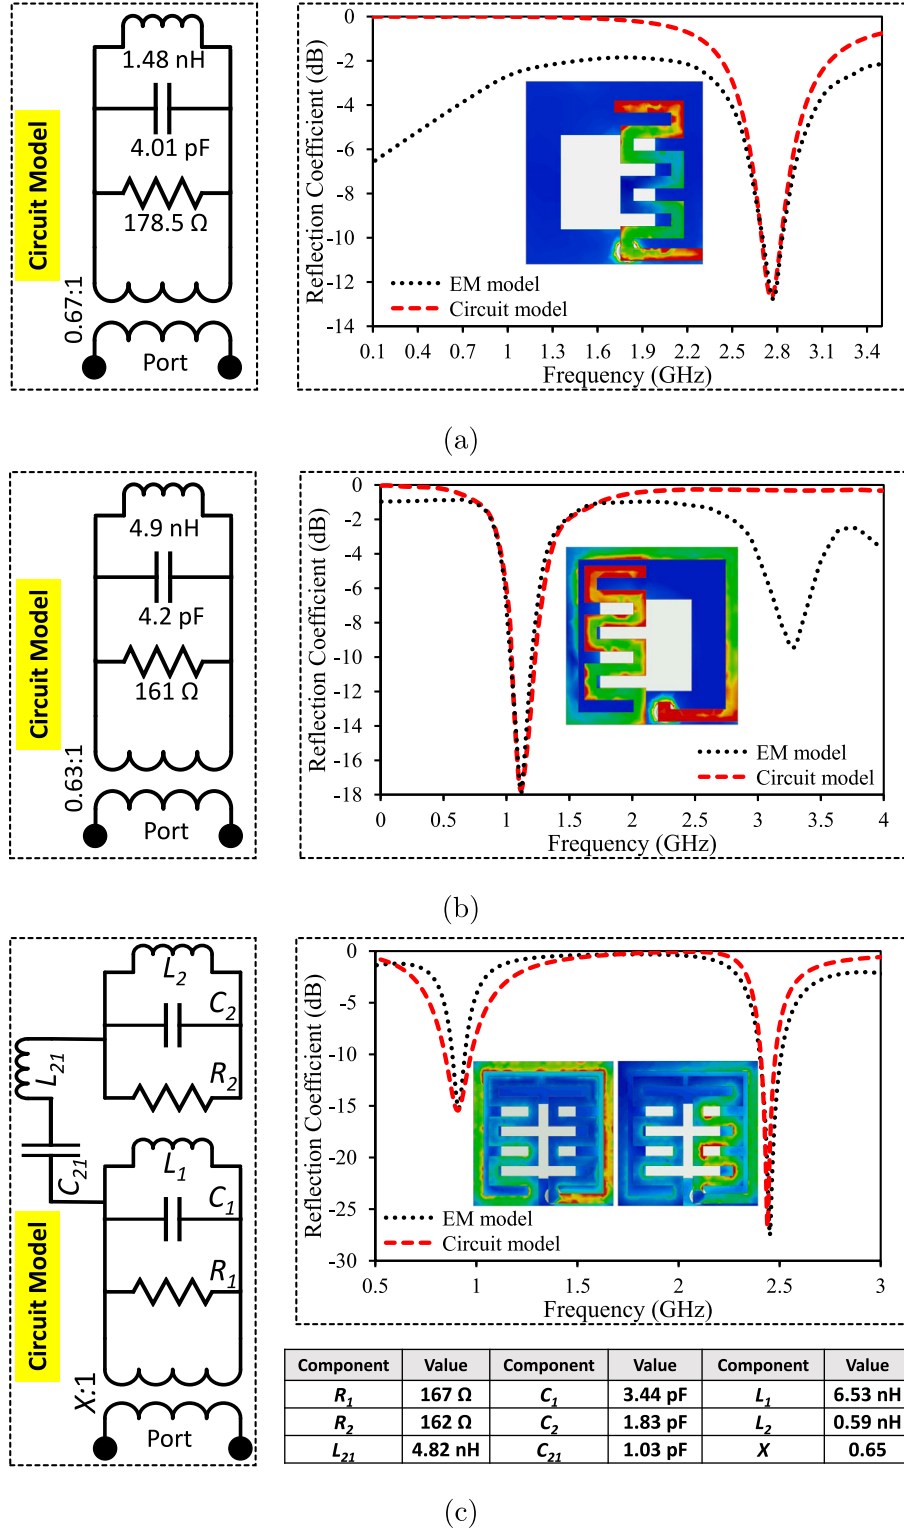 1.48 nH
4.01 pF
178.5 Ω
Circuit Model
0.67:1
Port
Reflection Coefficient (dB)
0
-2
-4
-6
-8
-10
-12
-14
EM model
Circuit model
0.1 0.4 0.7 1 1.3 1.6 1.9 2.2 2.5 2.8 3.1 3.4
Frequency (GHz)
(a)
4.9 nH
4.2 pF
161 Ω
Circuit Model
0.63:1
Port
Reflection Coefficient (dB)
0
-2
-4
-6
-8
-10
-12
-14
-16
-18
EM model
Circuit model
0 0.5 1 1.5 2 2.5 3 3.5 4
Frequency (GHz)
(b)
L2
C2
R2
L21
C21
L1
C1
R1
Circuit Model
X:1
Port
Reflection Coefficient (dB)
0
-5
-10
-15
-20
-25
-30
EM model
Circuit model
0.5 1 1.5 2 2.5 3
Frequency (GHz)
Component Value Component Value Component Value
R1 167 Ω C1 3.44 pF L1 6.53 nH
R2 162 Ω C2 1.83 pF L2 0.59 nH
L21 4.82 nH C21 1.03 pF X 0.65
(c)